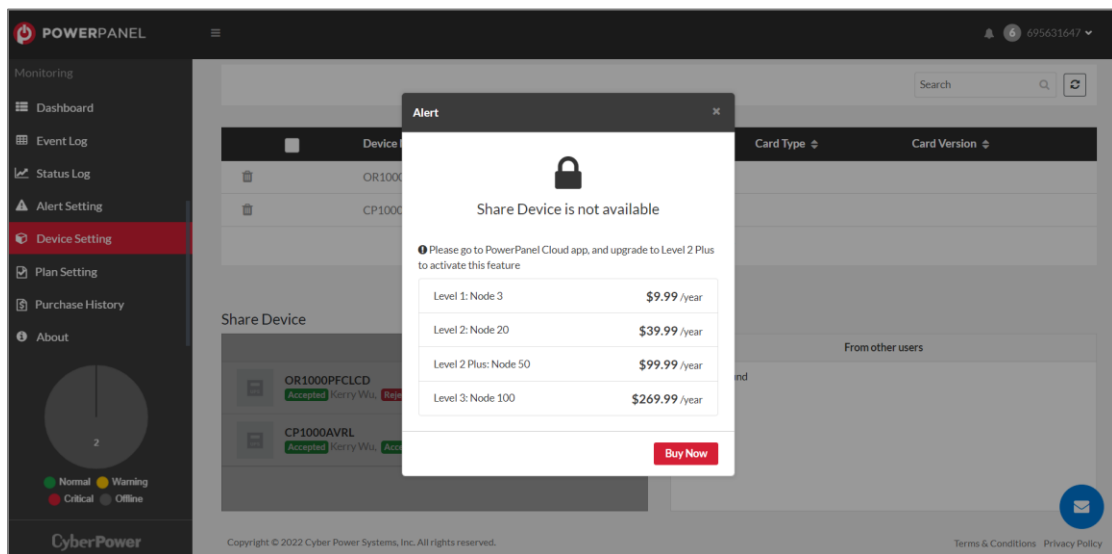 POWERPANEL
6 695631647
Monitoring
Dashboard
Event Log
Status Log
Alert Setting
Device Setting
Plan Setting
Purchase History
About
2
Normal Warning
Critical Offline
CyberPower
Search
Device Card Type Card Version
OR1000
CP1000
Share Device
From other users
OR1000PFCLCD
Accepted Kerry Wu,
CP1000AVRL
Accepted Kerry Wu,
Alert
Share Device is not available
Please go to PowerPanel Cloud app, and upgrade to Level 2 Plus
to activate this feature
Level 1: Node 3 $9.99 /year
Level 2: Node 20 $39.99 /year
Level 2 Plus: Node 50 $99.99 /year
Level 3: Node 100 $269.99 /year
Buy Now
Copyright © 2022 Cyber Power Systems, Inc. All rights reserved.
Terms & Conditions Privacy Policy